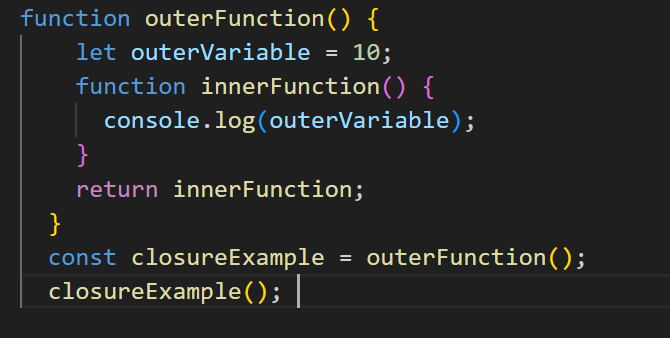 function outerFunction() {
    let outerVariable = 10;
    function innerFunction() {
      console.log(outerVariable);
    }
    return innerFunction;
  }
  const closureExample = outerFunction();
  closureExample();